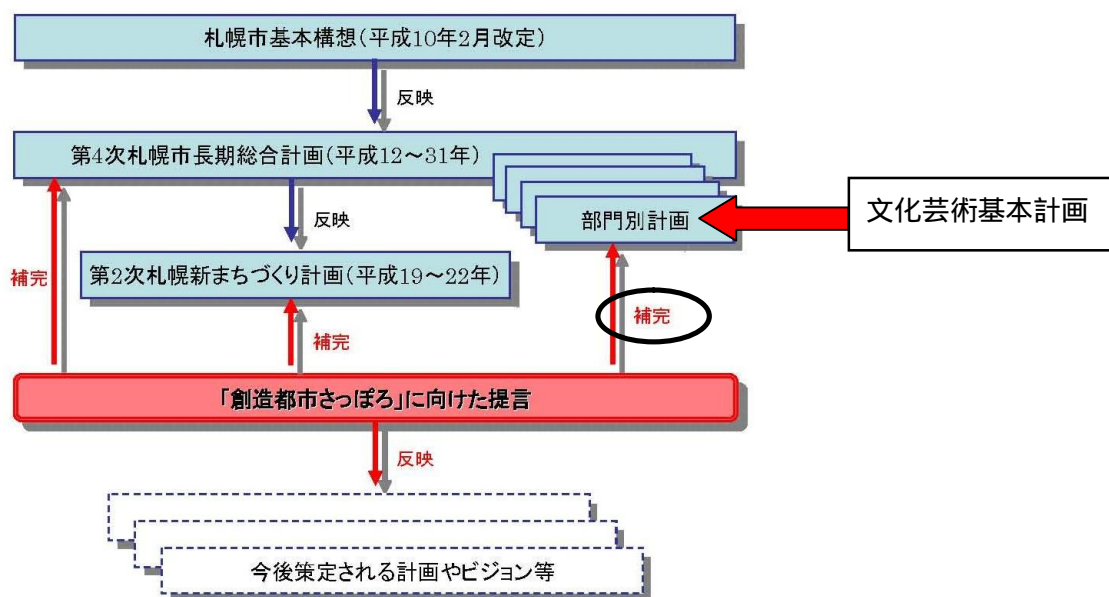 札幌市基本構想(平成10年2月改定)
反映
第4次札幌市長期総合計画(平成12～31年)
反映
部門別計画
文化芸術基本計画
第2次札幌新まちづくり計画(平成19～22年)
補完
補完
補完
「創造都市さっぽろ」に向けた提言
反映
今後策定される計画やビジョン等